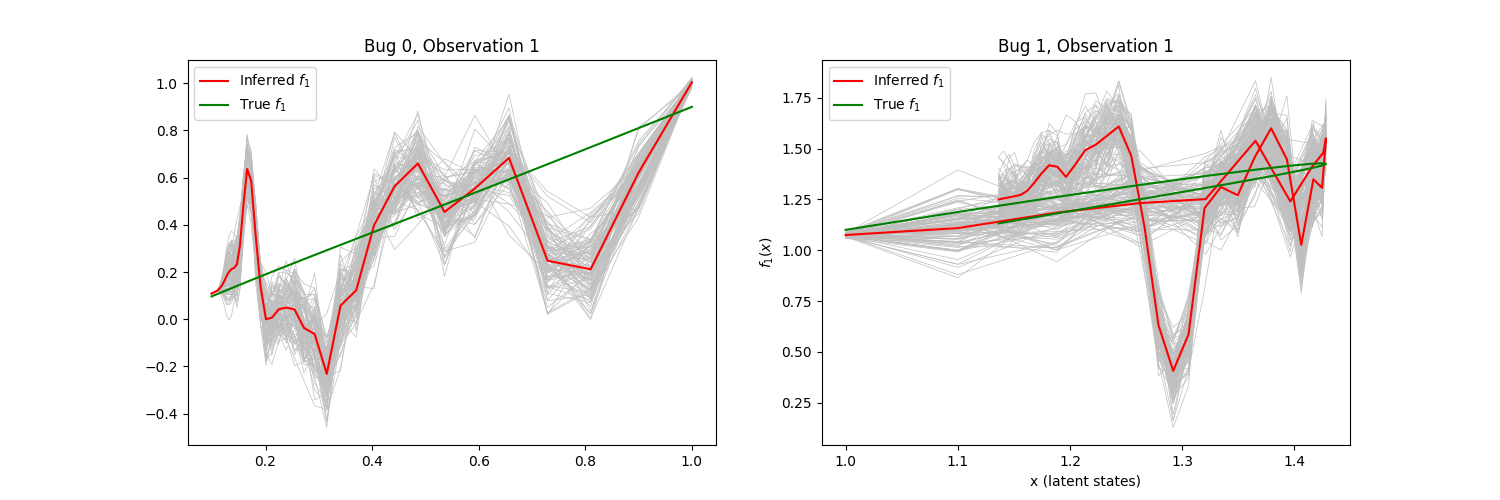 Bug 0, Observation 1
Inferred f₁
True f₁
1.0
0.8
0.6
0.4
0.2
0.0
−0.2
−0.4
0.2 0.4 0.6 0.8 1.0
Bug 1, Observation 1
Inferred f₁
True f₁
f₁(x)
1.75
1.50
1.25
1.00
0.75
0.50
0.25
1.0 1.1 1.2 1.3 1.4
x (latent states)